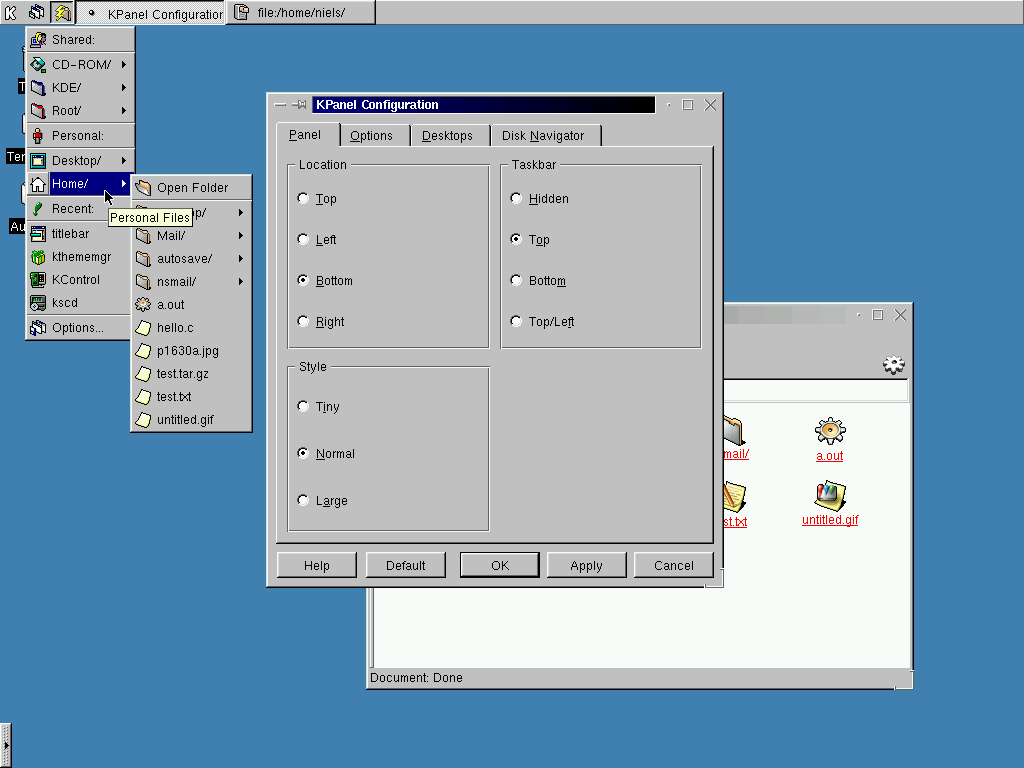 KPanel Configuration
file:/home/niels/
Shared:
CD-ROM/
KDE/
Root/
Personal:
Desktop/
Home/
Recent:
titlebar
kthememgr
KControl
kscd
Options...
Personal Files
Open Folder
Mail/
autosave/
nsmail/
a.out
hello.c
p1630a.jpg
test.tar.gz
test.txt
untitled.gif
KPanel Configuration
Panel
Options
Desktops
Disk Navigator
Location
Top
Left
Bottom
Right
Taskbar
Hidden
Top
Bottom
Top/Left
Style
Tiny
Normal
Large
Help
Default
OK
Apply
Cancel
mail/
a.out
st.txt
untitled.gif
Document: Done